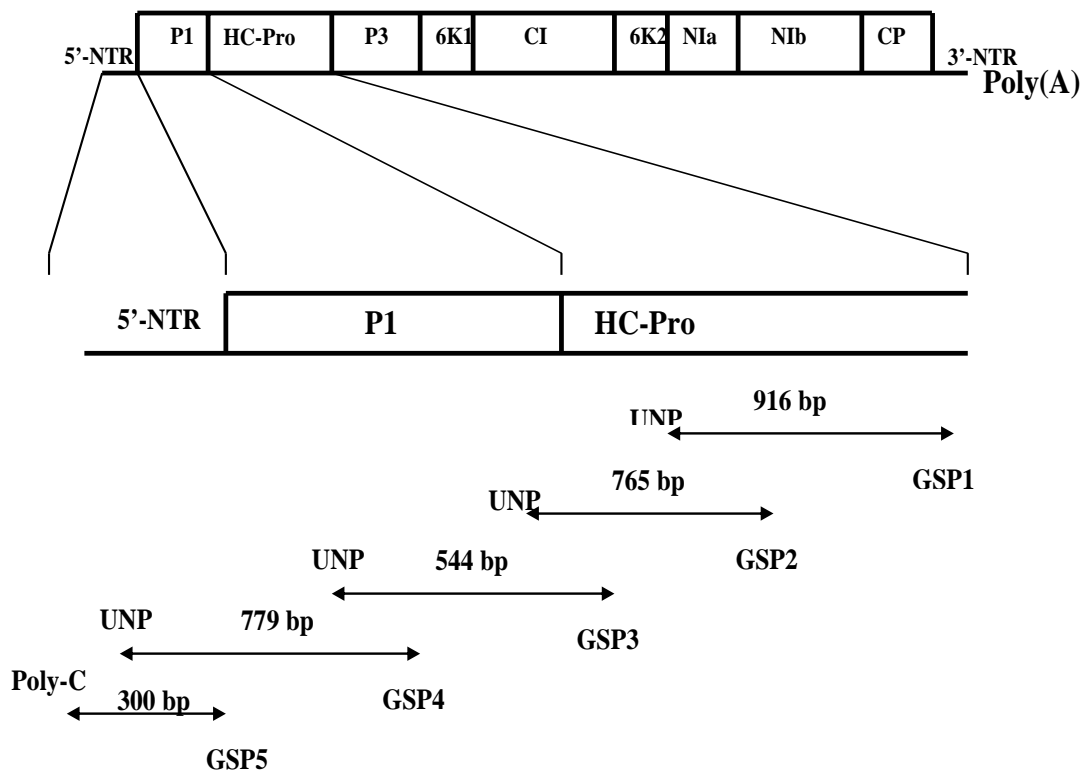 P1 HC-Pro P3 6K1 CI 6K2 NIa NIb CP
5’-NTR 3’-NTR
Poly(A)
5’-NTR P1 HC-Pro
916 bp
UNP
GSP1
765 bp
UNP
GSP2
544 bp
UNP
GSP3
779 bp
UNP
GSP4
Poly-C
300 bp
GSP5